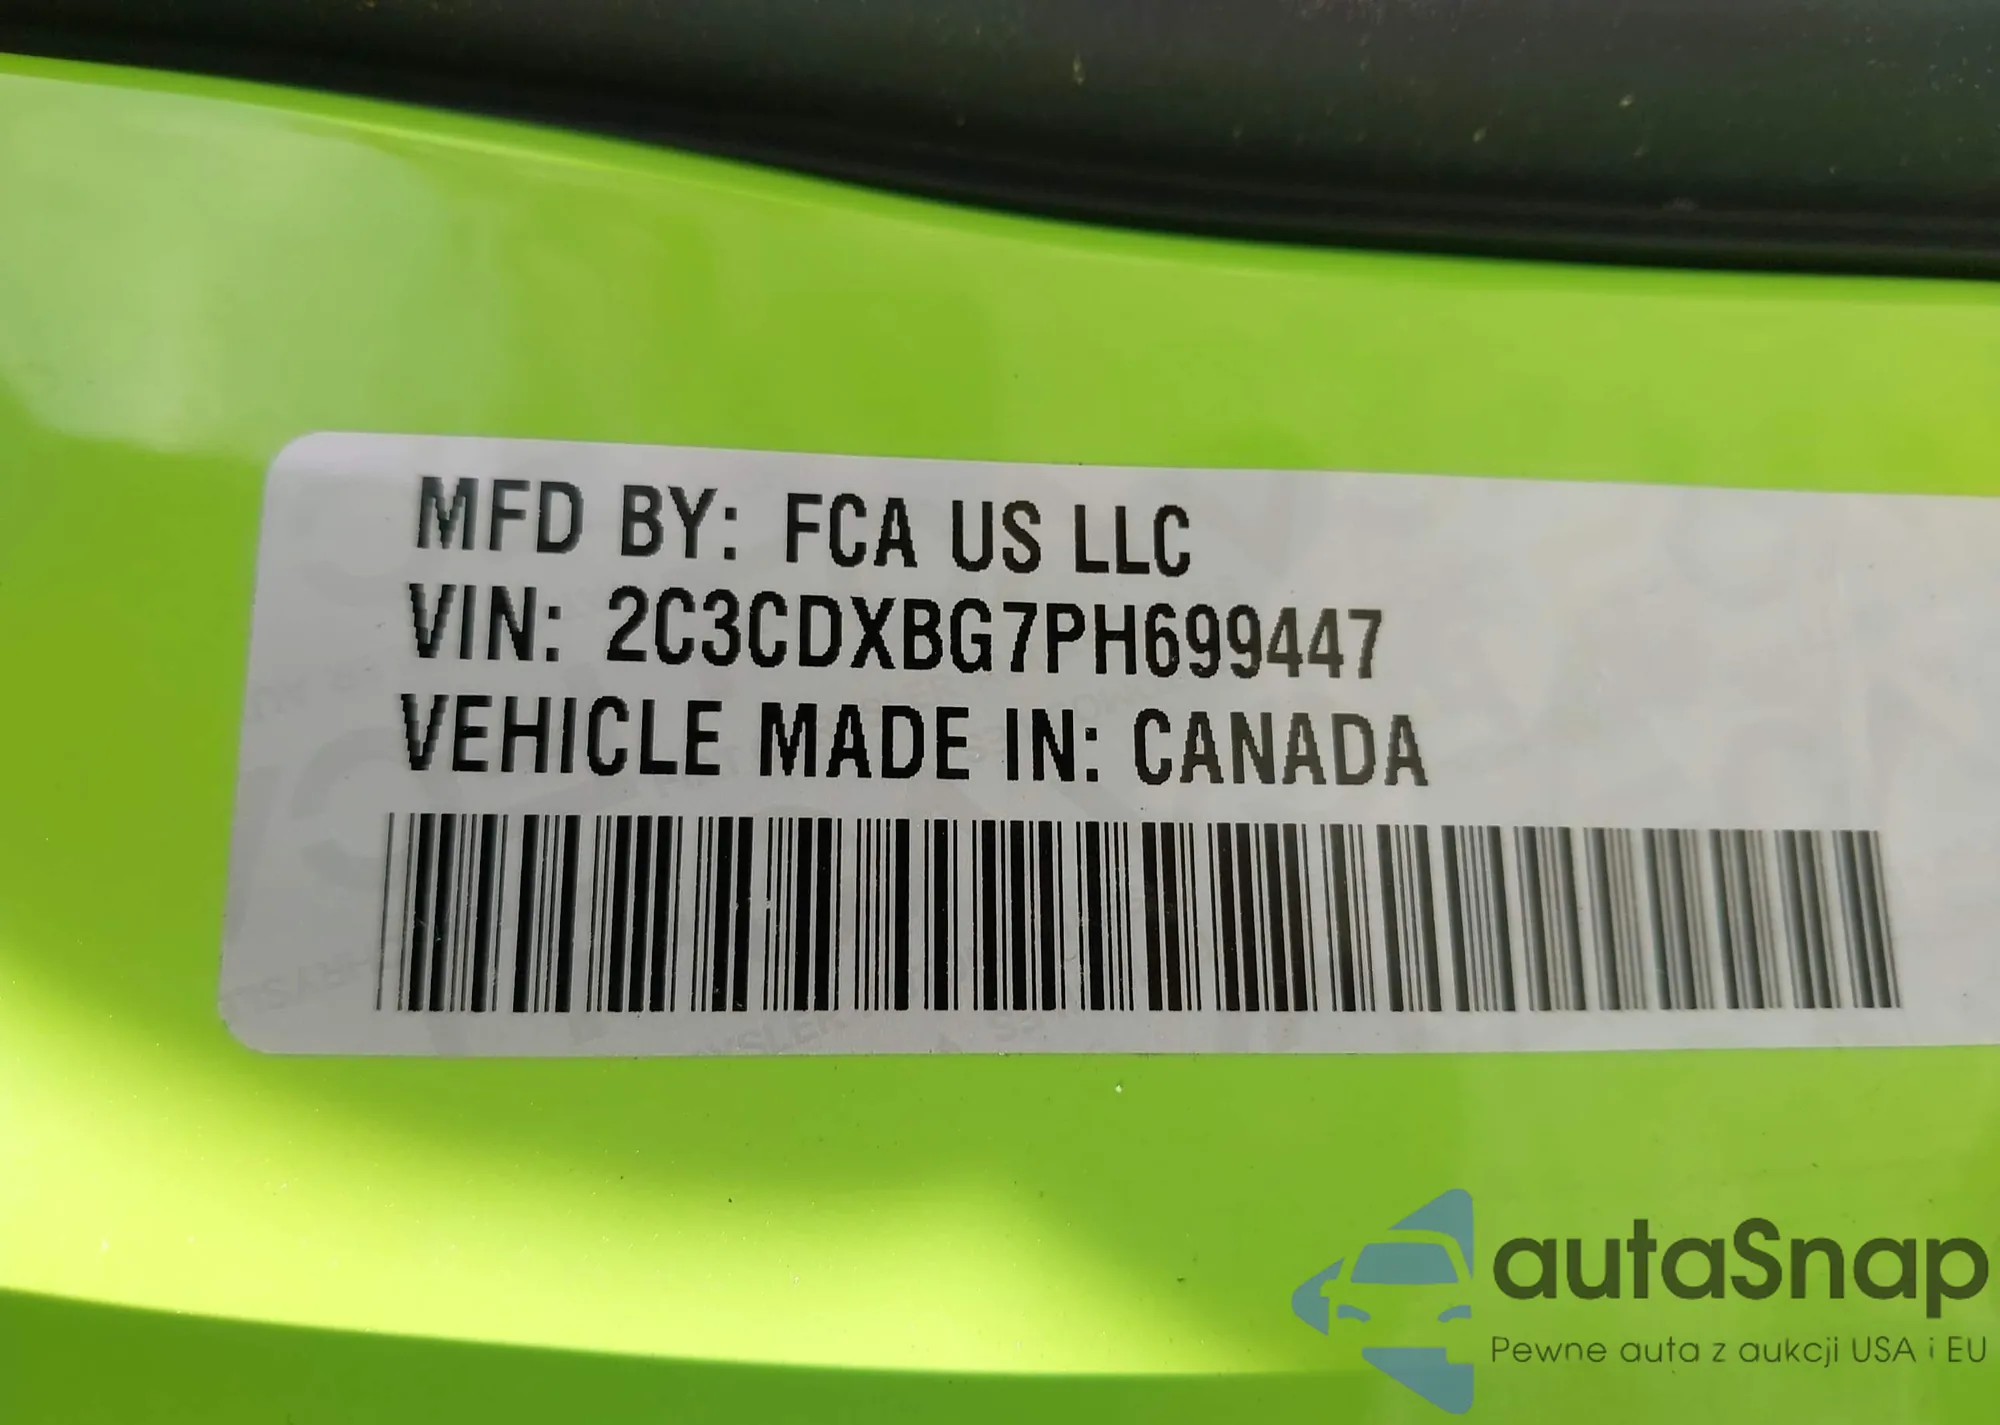 MFD BY: FCA US LLC
VIN: 2C3CDXBG7PH699447
VEHICLE MADE IN: CANADA
autaSnap
Pewne auta z aukcji USA i EU